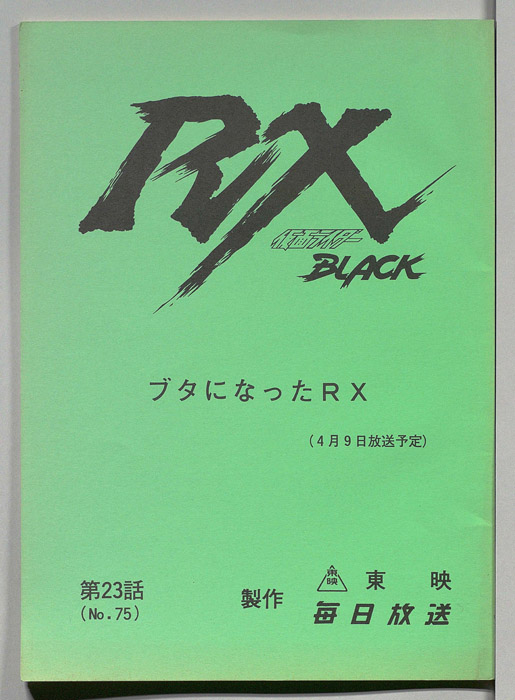 RX
仮面ライダー
BLACK
ブタになったRX
(4月9日放送予定)
第23話
(No.75)
製作
東映
東映
毎日放送